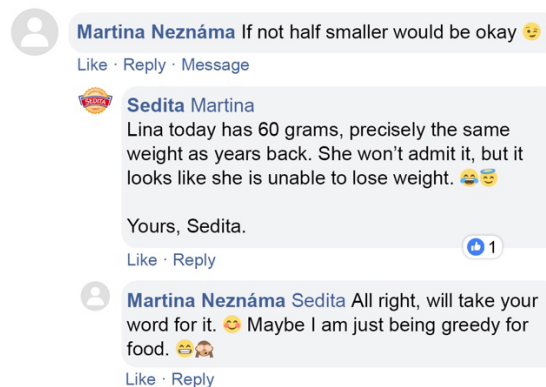 Martina Neznáma If not half smaller would be okay 😉
Like · Reply · Message
SEDITA
Sedita Martina
Lina today has 60 grams, precisely the same
weight as years back. She won’t admit it, but it
looks like she is unable to lose weight. 😂😇
Yours, Sedita.
1
Like · Reply
Martina Neznáma Sedita All right, will take your
word for it. 😊 Maybe I am just being greedy for
food. 😁🙈
Like · Reply